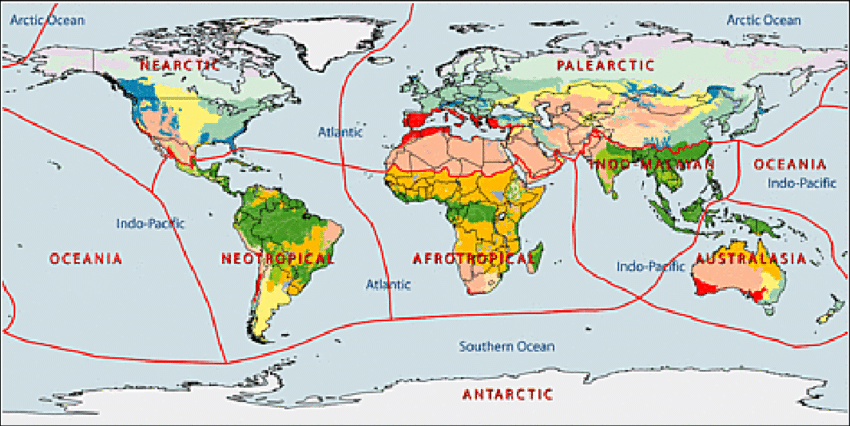 Arctic Ocean
Arctic Ocean
NEARCTIC
PALEARCTIC
Atlantic
INDO-MALAYAN
OCEANIA
Indo-Pacific
Indo-Pacific
OCEANIA
NEOTROPICAL
AFROTROPICAL
Indo-Pacific
AUSTRALASIA
Atlantic
Southern Ocean
ANTARCTIC